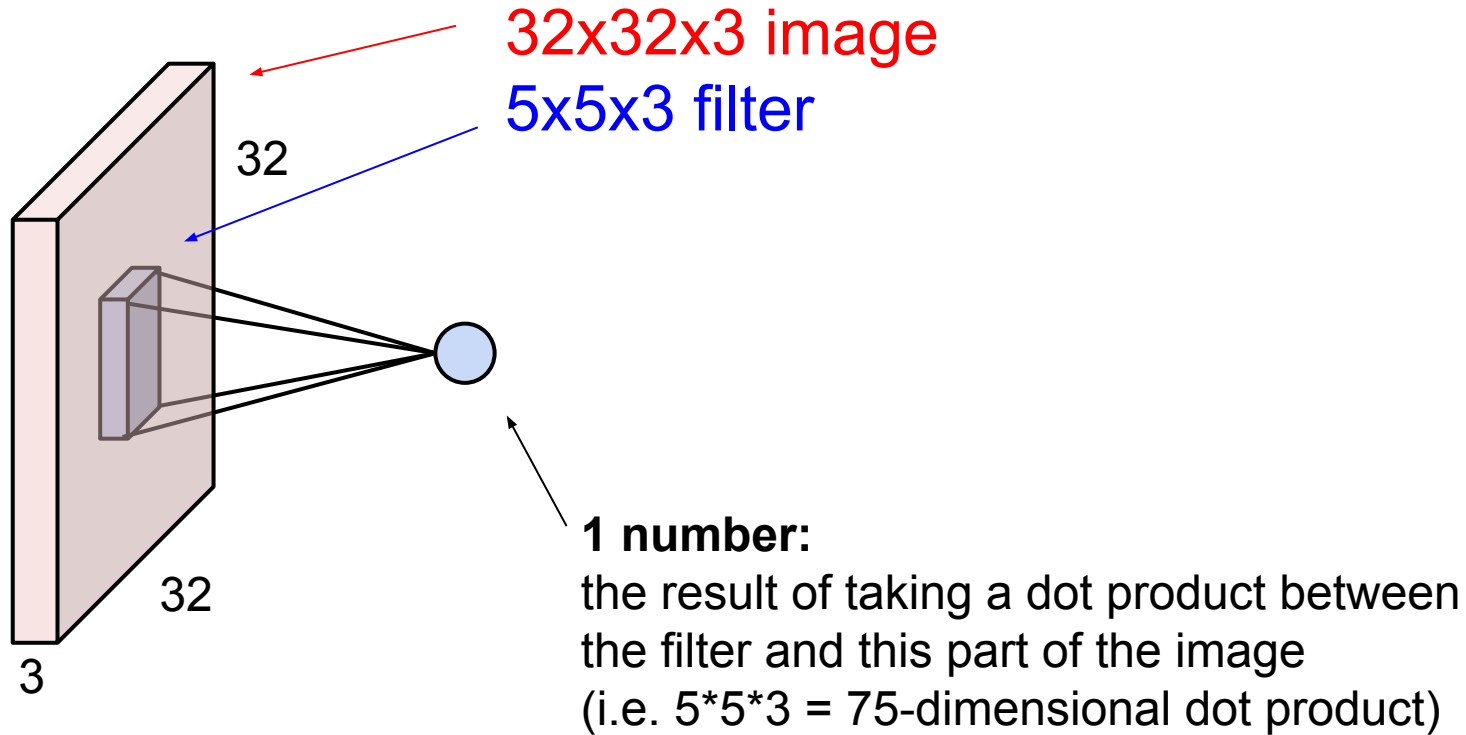 32x32x3 image
5x5x3 filter
32
32
3
1 number:
the result of taking a dot product between
the filter and this part of the image
(i.e. 5*5*3 = 75-dimensional dot product)